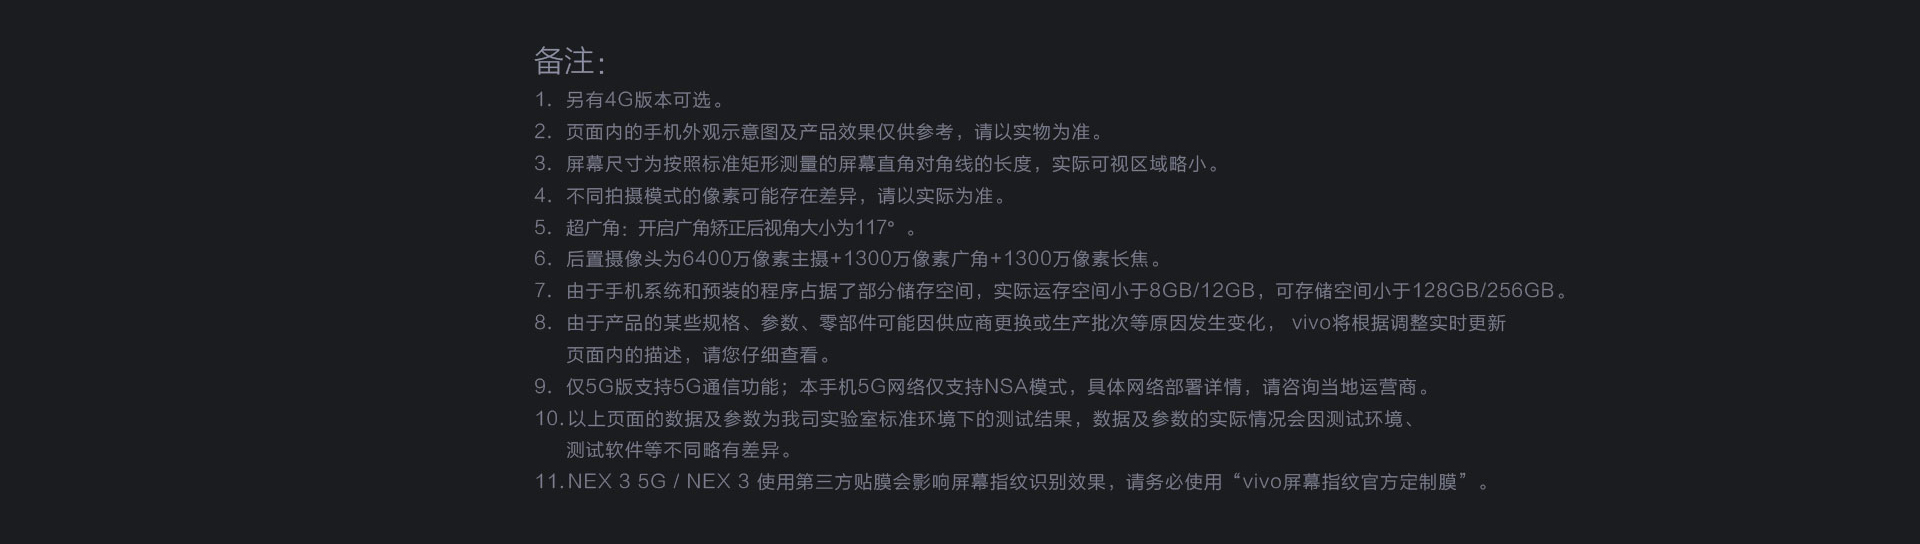 备注：
1. 另有4G版本可选。
2. 页面内的手机外观示意图及产品效果仅供参考，请以实物为准。
3. 屏幕尺寸为按照标准矩形测量的屏幕直角对角线的长度，实际可视区域略小。
4. 不同拍摄模式的像素可能存在差异，请以实际为准。
5. 超广角：开启广角矫正后视角大小为117°。
6. 后置摄像头为6400万像素主摄+1300万像素广角+1300万像素长焦。
7. 由于手机系统和预装的程序占据了部分储存空间，实际运存空间小于8GB/12GB，可存储空间小于128GB/256GB。
8. 由于产品的某些规格、参数、零部件可能因供应商更换或生产批次等原因发生变化， vivo将根据调整实时更新
页面内的描述，请您仔细查看。
9. 仅5G版支持5G通信功能；本手机5G网络仅支持NSA模式，具体网络部署详情，请咨询当地运营商。
10. 以上页面的数据及参数为我司实验室标准环境下的测试结果，数据及参数的实际情况会因测试环境、
测试软件等不同略有差异。
11. NEX 3 5G / NEX 3 使用第三方贴膜会影响屏幕指纹识别效果，请务必使用“vivo屏幕指纹官方定制膜”。